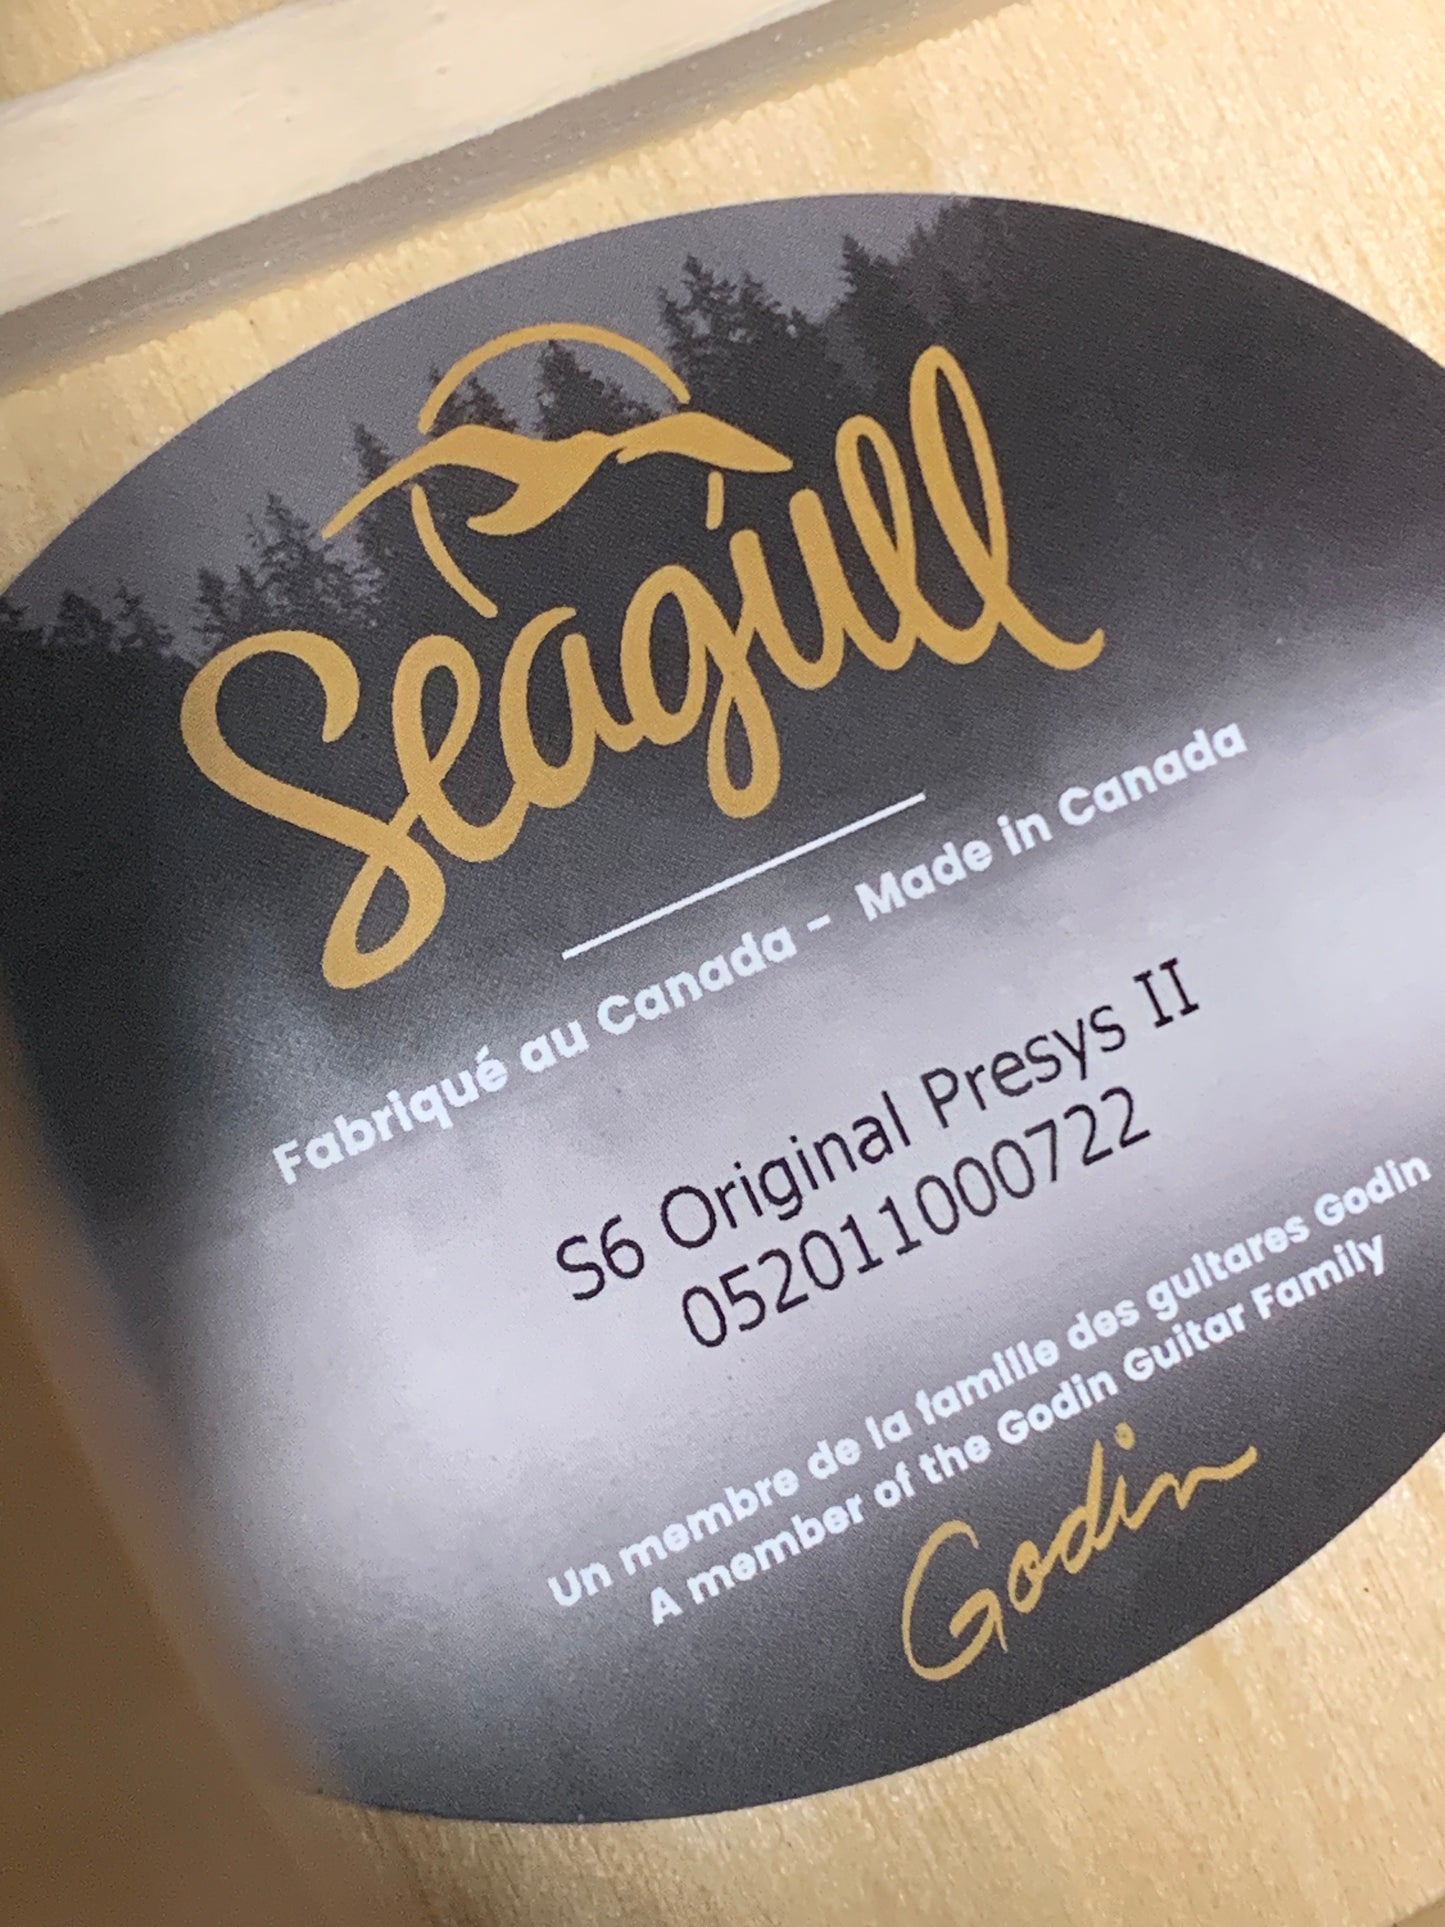 Seagull
Fabriqué au Canada - Made in Canada
S6 Original Presys II
052011000722
Un membre de la famille des guitares Godin
A member of the Godin Guitar Family
Godin